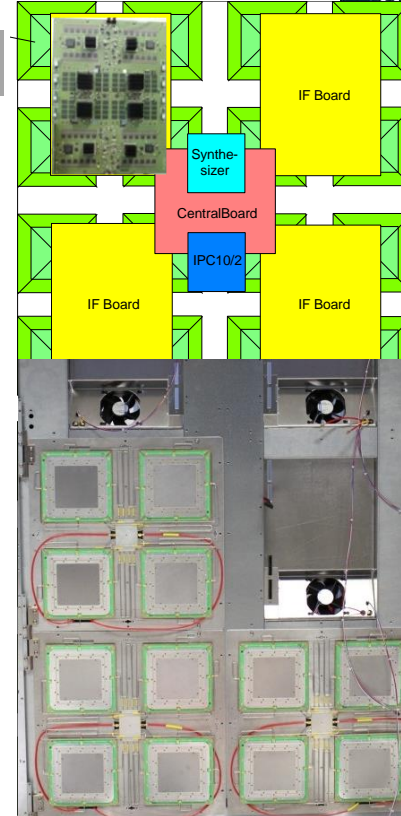 IF Board
Synthe-
sizer
CentralBoard
IPC10/2
IF Board
IF Board